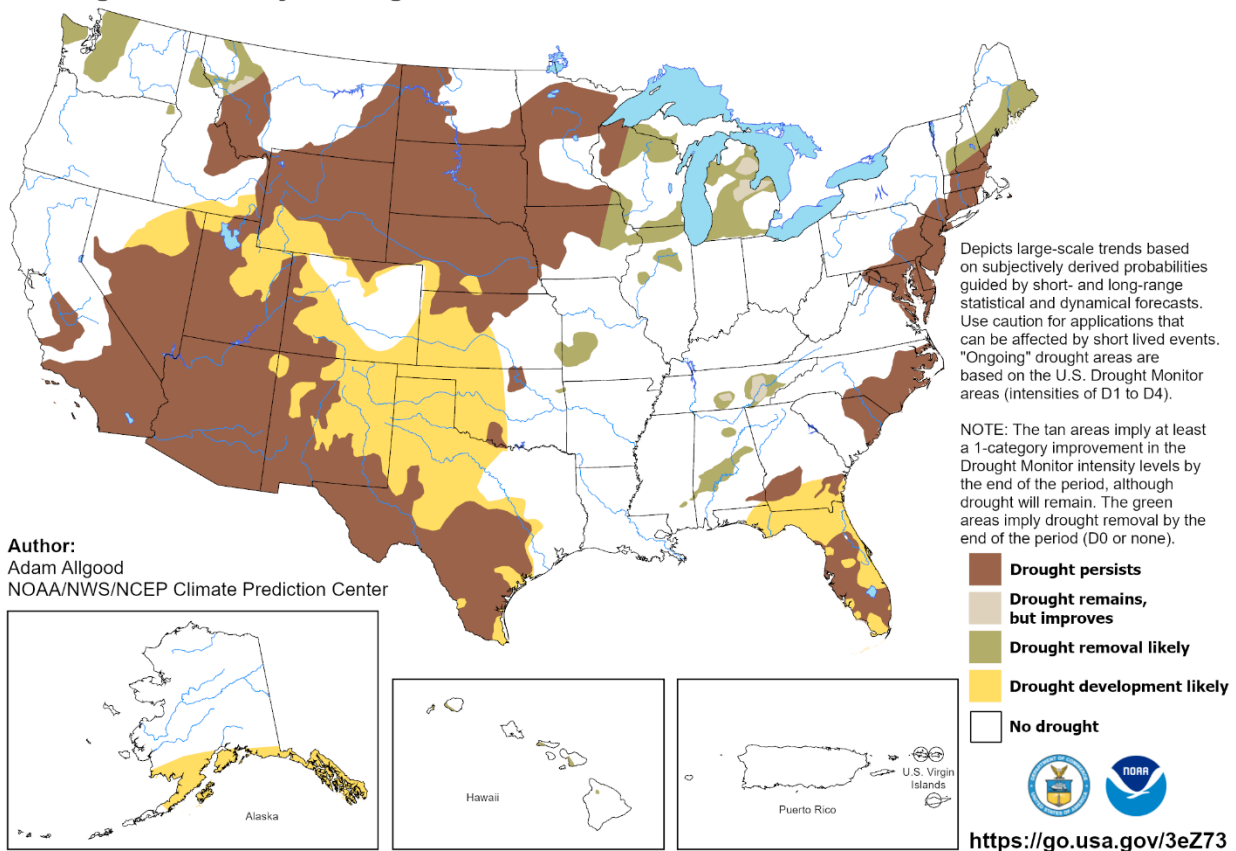 Depicts large-scale trends based
on subjectively derived probabilities
guided by short- and long-range
statistical and dynamical forecasts.
Use caution for applications that
can be affected by short lived events.
"Ongoing" drought areas are
based on the U.S. Drought Monitor
areas (intensities of D1 to D4).
NOTE: The tan areas imply at least
a 1-category improvement in the
Drought Monitor intensity levels by
the end of the period, although
drought will remain. The green
areas imply drought removal by the
end of the period (D0 or none).
Author:
Adam Allgood
NOAA/NWS/NCEP Climate Prediction Center
Drought persists
Drought remains,
but improves
Drought removal likely
Drought development likely
No drought
Alaska
Hawaii
Puerto Rico
U.S. Virgin
Islands
NOAA
https://go.usa.gov/3eZ73